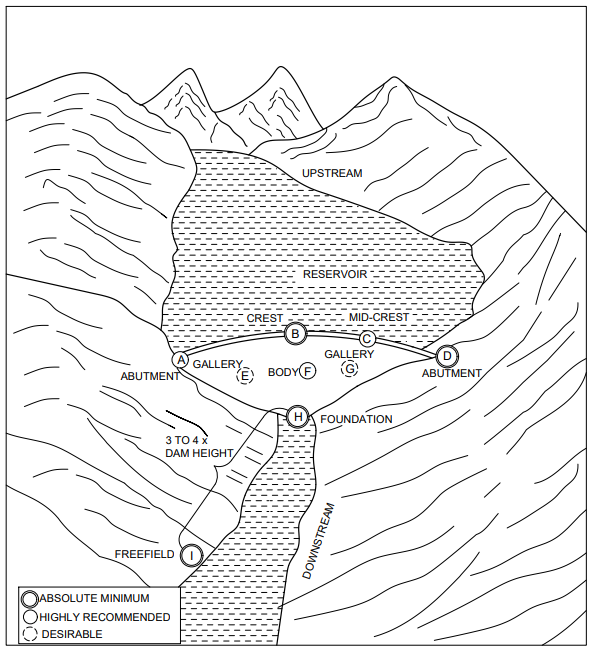 UPSTREAM
RESERVOIR
CREST
MID-CREST
B
C
A
GALLERY
GALLERY
D
ABUTMENT
E
BODY
F
G
ABUTMENT
H
FOUNDATION
3 TO 4 x
DAM HEIGHT
DOWNSTREAM
FREEFIELD
I
ABSOLUTE MINIMUM
HIGHLY RECOMMENDED
DESIRABLE